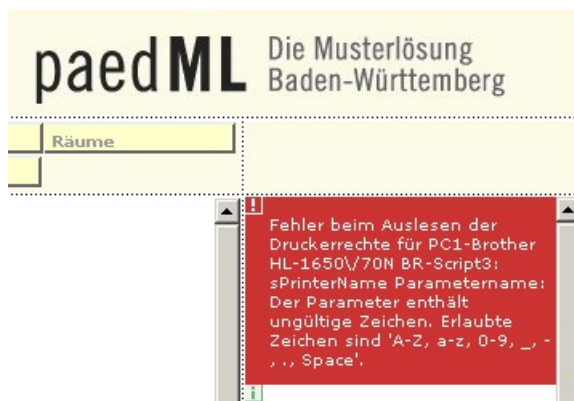 paedML Die Musterlösung
Baden-Württemberg
Räume
!
Fehler beim Auslesen der
Druckerrechte für PC1-Brother
HL-1650\/70N BR-Script3:
sPrinterName Parametername:
Der Parameter enthält
ungültige Zeichen. Erlaubte
Zeichen sind 'A-Z, a-z, 0-9, _, -
, ., Space'.
i